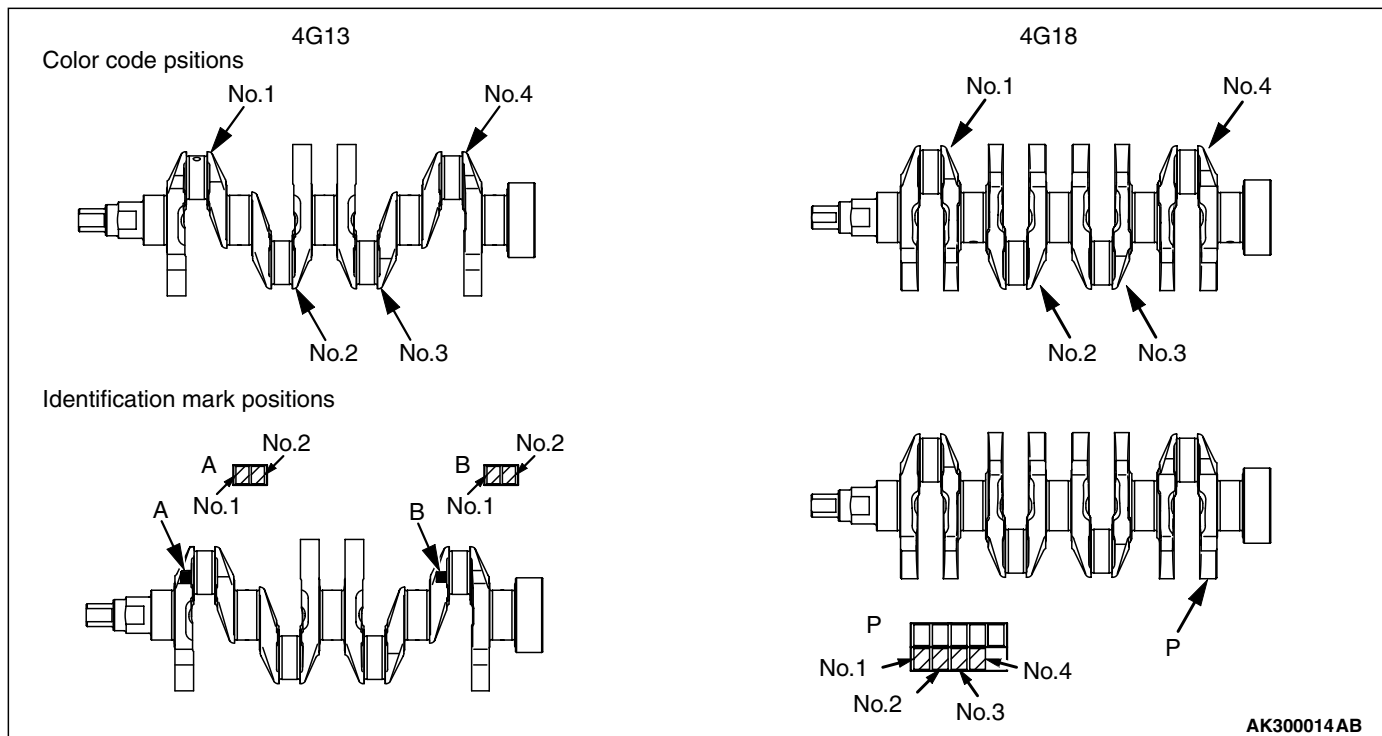 4G13
4G18
Color code psitions
No.1
No.4
No.1
No.4
No.2
No.3
No.2
No.3
Identification mark positions
A
No.2
No.1
B
No.2
No.1
A
B
P
P
No.1
No.4
No.2
No.3
AK300014AB